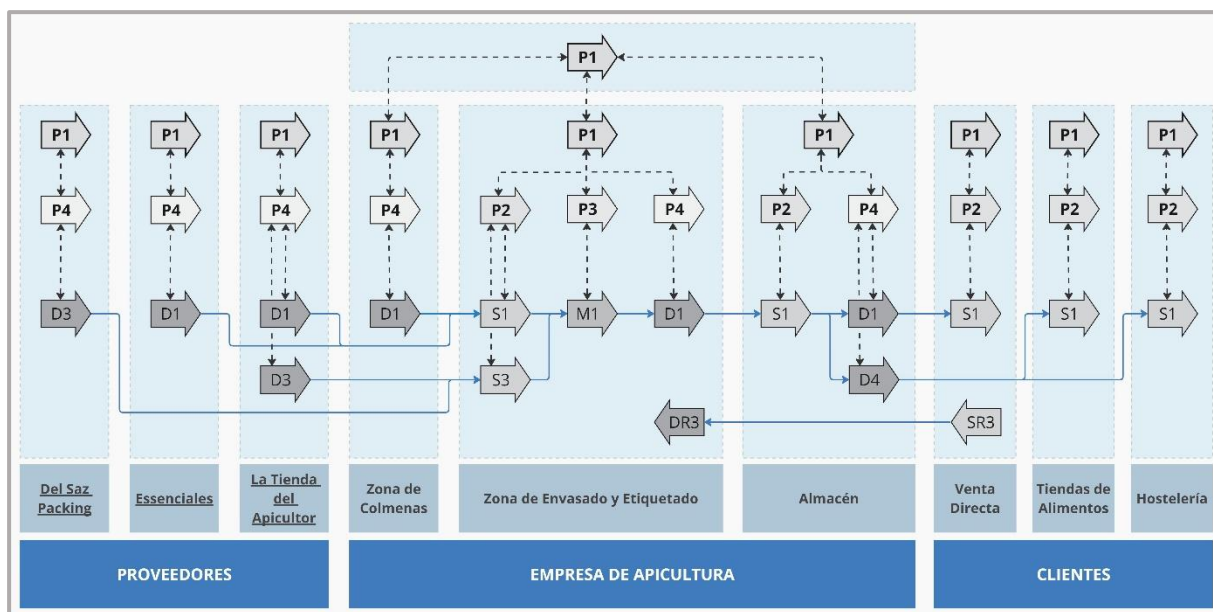 P1
P1 P1 P1 P1 P1 P1 P1 P1 P1
P4 P4 P4 P4 P2 P3 P4 P2 P4 P2 P2 P2
D3 D1 D1 D1 S1 M1 D1 S1 D1 S1 S1 S1
D3 S3 D4
DR3 SR3
Del Saz
Packing
Essenciales
La Tienda
del
Apicultor
Zona de
Colmenas
Zona de Envasado y Etiquetado
Almacén
Venta
Directa
Tiendas de
Alimentos
Hostelería
PROVEEDORES
EMPRESA DE APICULTURA
CLIENTES